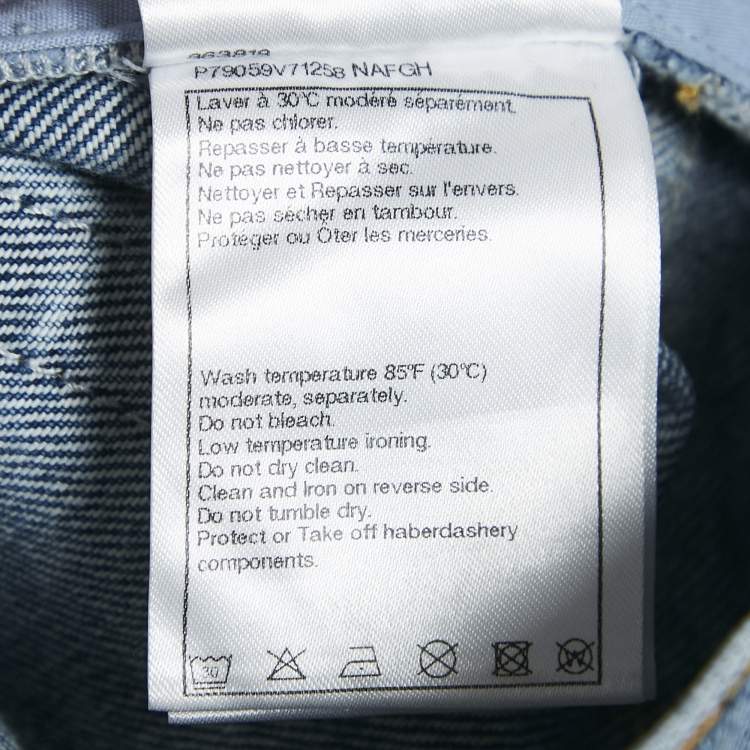 P79059V71258 NAFGH
Laver à 30°C modéré séparément.
Ne pas chlorer.
Repasser à basse température.
Ne pas nettoyer à sec.
Nettoyer et Repasser sur l'envers.
Ne pas sécher en tambour.
Protéger ou Ôter les merceries.
Wash temperature 85°F (30°C)
moderate, separately.
Do not bleach.
Low temperature ironing.
Do not dry clean.
Clean and Iron on reverse side.
Do not tumble dry.
Protect or Take off haberdashery
components.
30 W